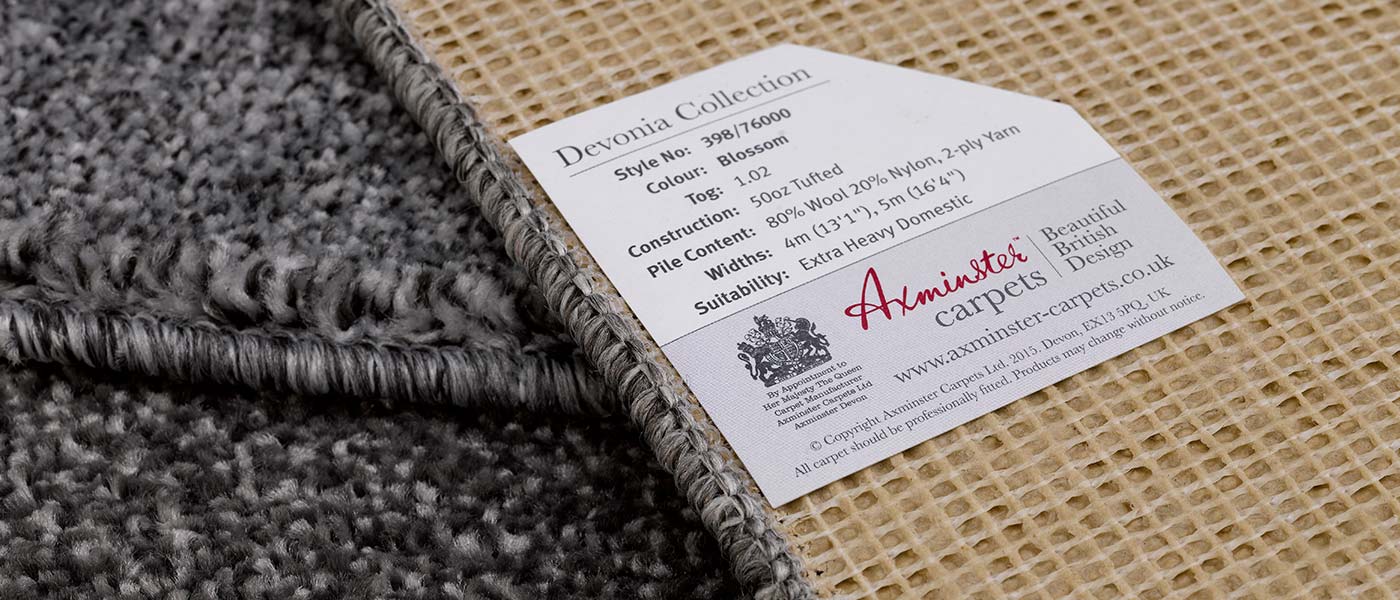 Devonia Collection
Style No: 398/76000
Colour: Blossom
Tog: 1.02
Construction: 50oz Tufted
Pile Content: 80% Wool 20% Nylon, 2-ply Yarn
Widths: 4m (13'1"), 5m (16'4")
Suitability: Extra Heavy Domestic
Axminster™
carpets
Beautiful
British
Design
www.axminster-carpets.co.uk
By Appointment to
Her Majesty The Queen
Carpet Manufacturer
Axminster Carpets Ltd
Axminster Devon
© Copyright Axminster Carpets Ltd. 2015. Devon, EX13 5PQ, UK
All carpet should be professionally fitted. Products may change without notice.